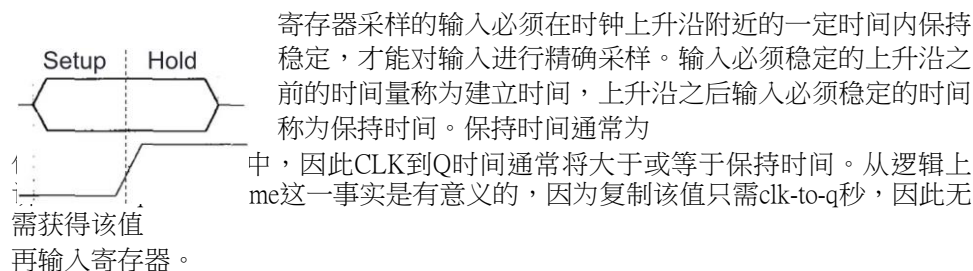 Setup Hold
寄存器采样的输入必须在时钟上升沿附近的一定时间内保持
稳定，才能对输入进行精确采样。输入必须稳定的上升沿之
前的时间量称为建立时间，上升沿之后输入必须稳定的时间
称为保持时间。保持时间通常为
中，因此CLK到Q时间通常将大于或等于保持时间。从逻辑上
me这一事实是有意义的，因为复制该值只需clk-to-q秒，因此无
需获得该值
再输入寄存器。